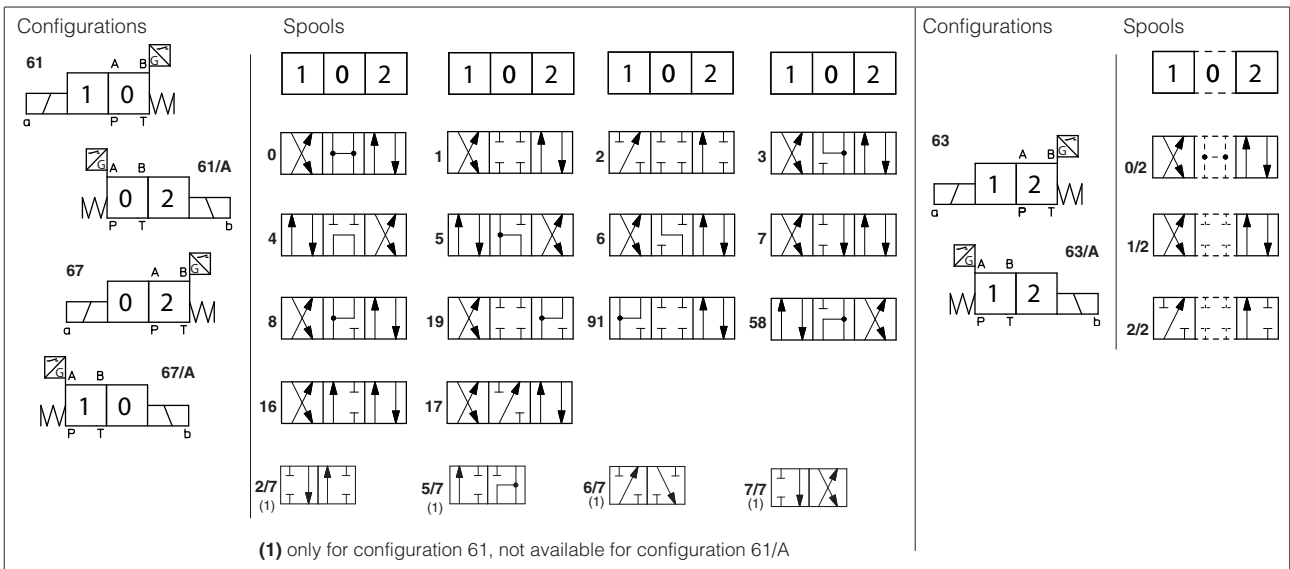 Configurations
Spools
61
A B
G
1 0
a
P T
G
A B
61/A
0 2
P T
b
67
A B
G
0 2
a
P T
G
A B
67/A
1 0
P T
b
1 0 2
1 0 2
1 0 2
1 0 2
0
1
2
3
4
5
6
7
8
19
91
58
16
17
2/7
(1)
5/7
(1)
6/7
(1)
7/7
(1)
(1) only for configuration 61, not available for configuration 61/A
Configurations
Spools
63
A B
G
1 2
a
P T
G
A B
63/A
1 2
P T
b
1 0 2
0/2
1/2
2/2